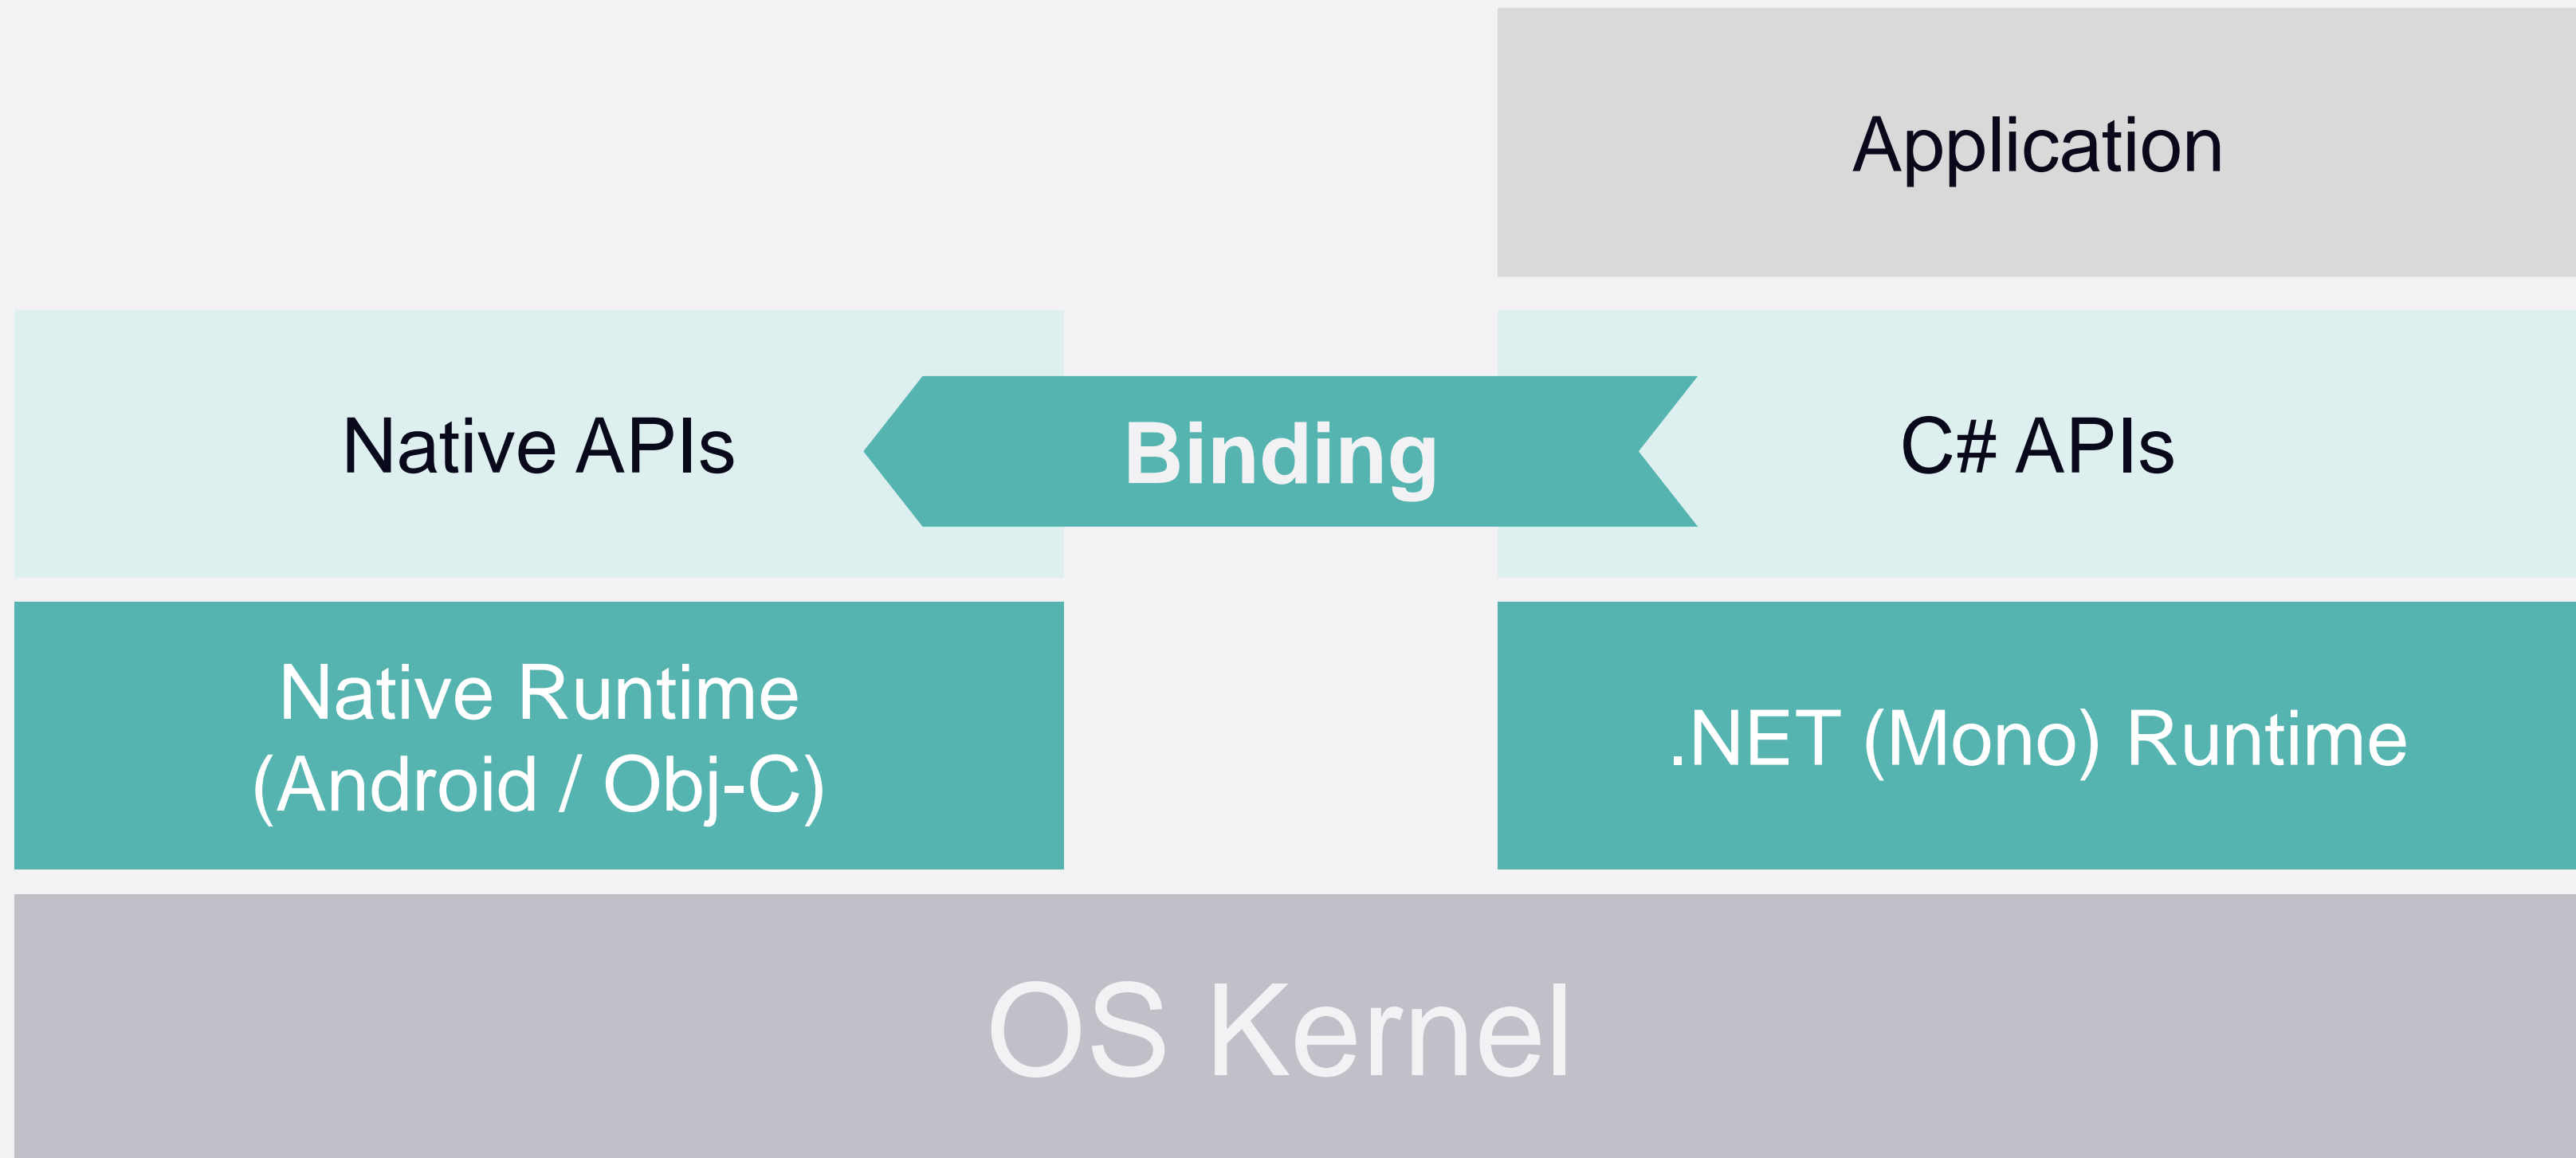 Application
Native APIs
Binding
C# APIs
Native Runtime
(Android / Obj-C)
.NET (Mono) Runtime
OS Kernel